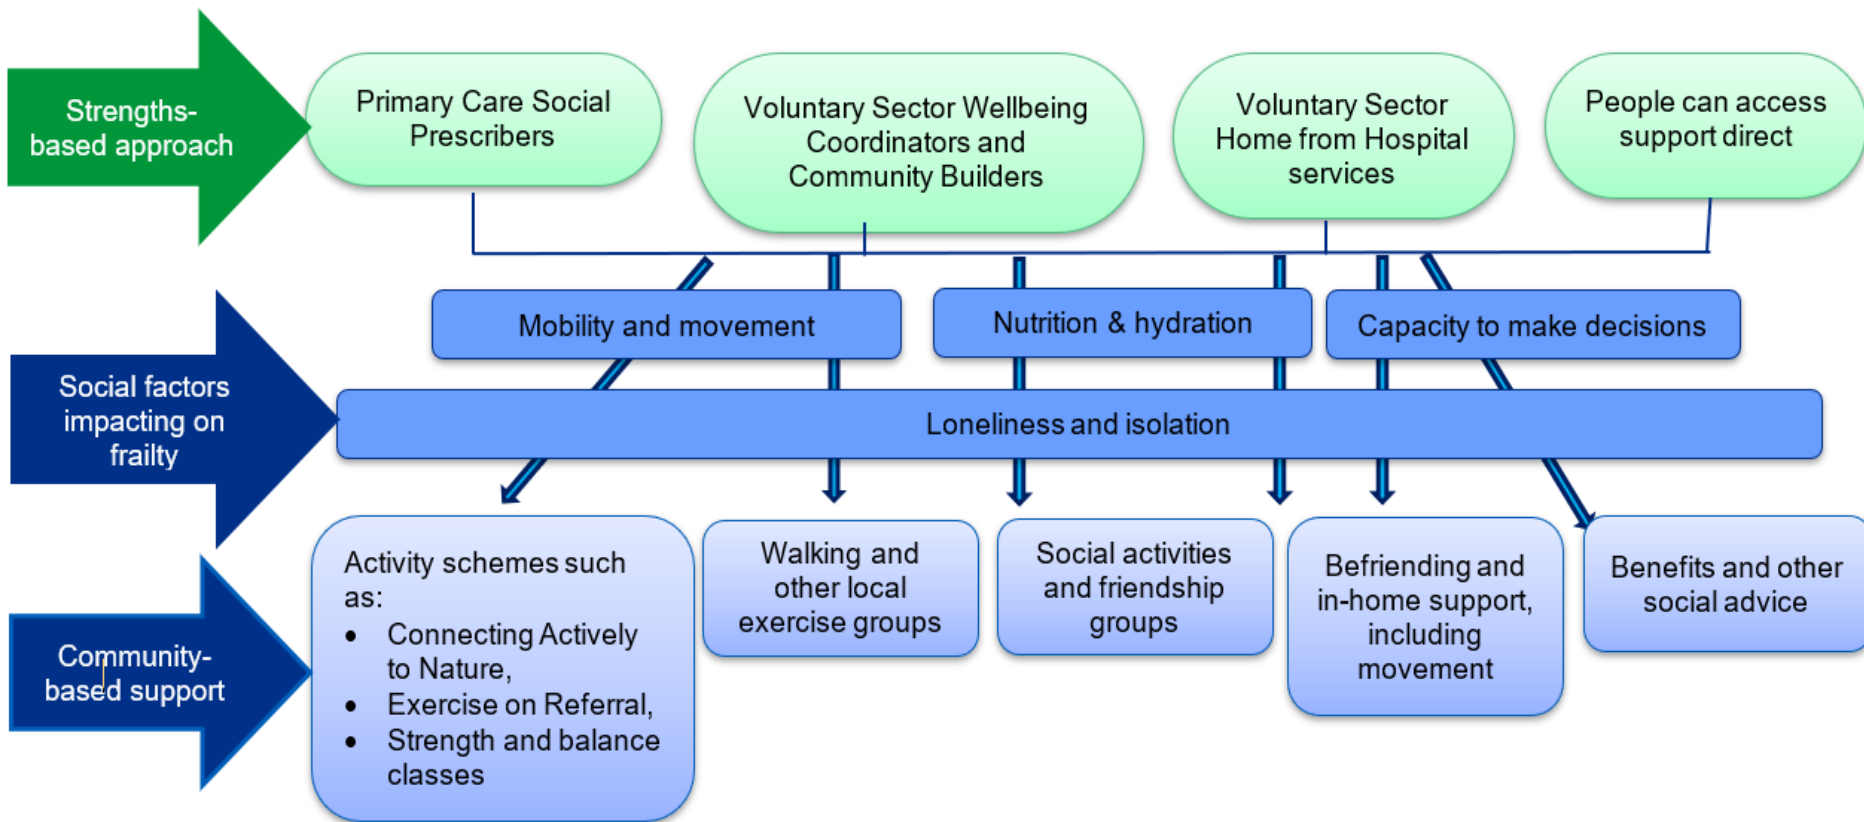 Strengths-
based approach
Primary Care Social
Prescribers
Voluntary Sector Wellbeing
Coordinators and
Community Builders
Voluntary Sector
Home from Hospital
services
People can access
support direct
Social factors
impacting on
frailty
Mobility and movement
Nutrition & hydration
Capacity to make decisions
Loneliness and isolation
Community-
based support
Activity schemes such
as:
• Connecting Actively
to Nature,
• Exercise on Referral,
• Strength and balance
classes
Walking and
other local
exercise groups
Social activities
and friendship
groups
Befriending and
in-home support,
including
movement
Benefits and other
social advice